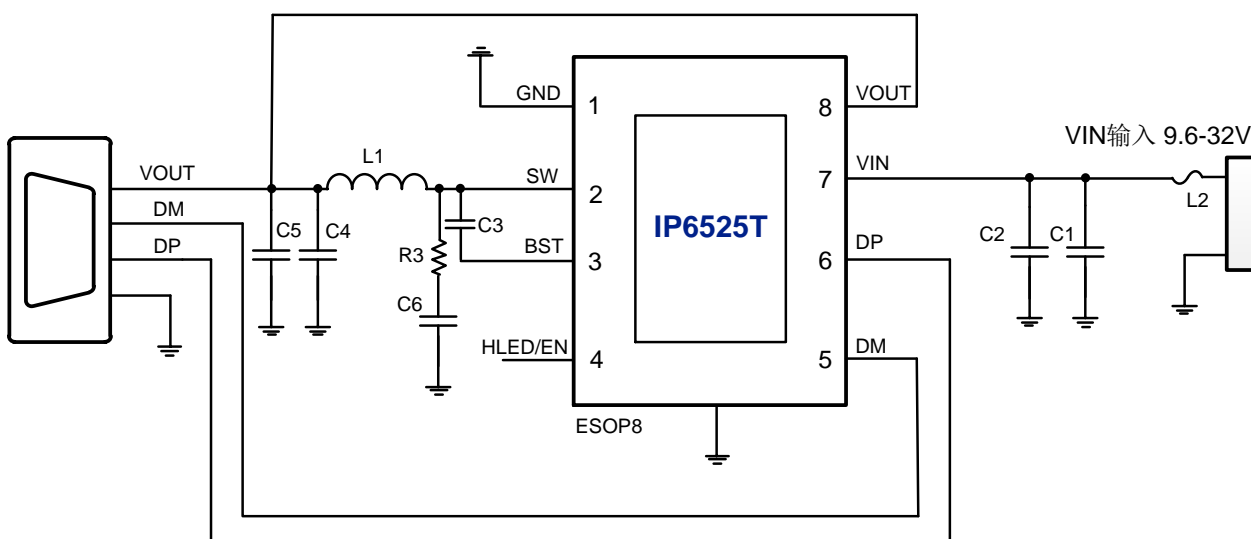 GND
1
8
VOUT
VIN输入 9.6-32V
VOUT
L1
SW
2
7
VIN
L2
DM
C5
C4
C3
IP6525T
C2
C1
DP
R3
BST
3
6
DP
C6
HLED/EN
4
5
DM
ESOP8